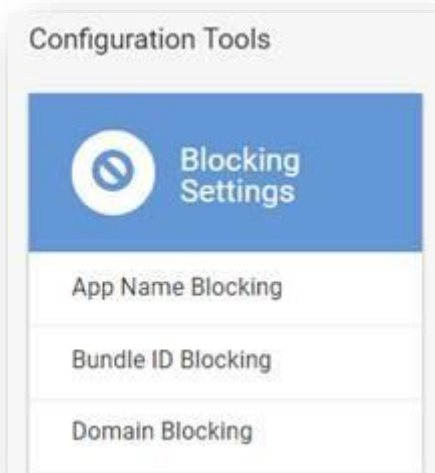 Configuration Tools
Blocking
Settings
App Name Blocking
Bundle ID Blocking
Domain Blocking